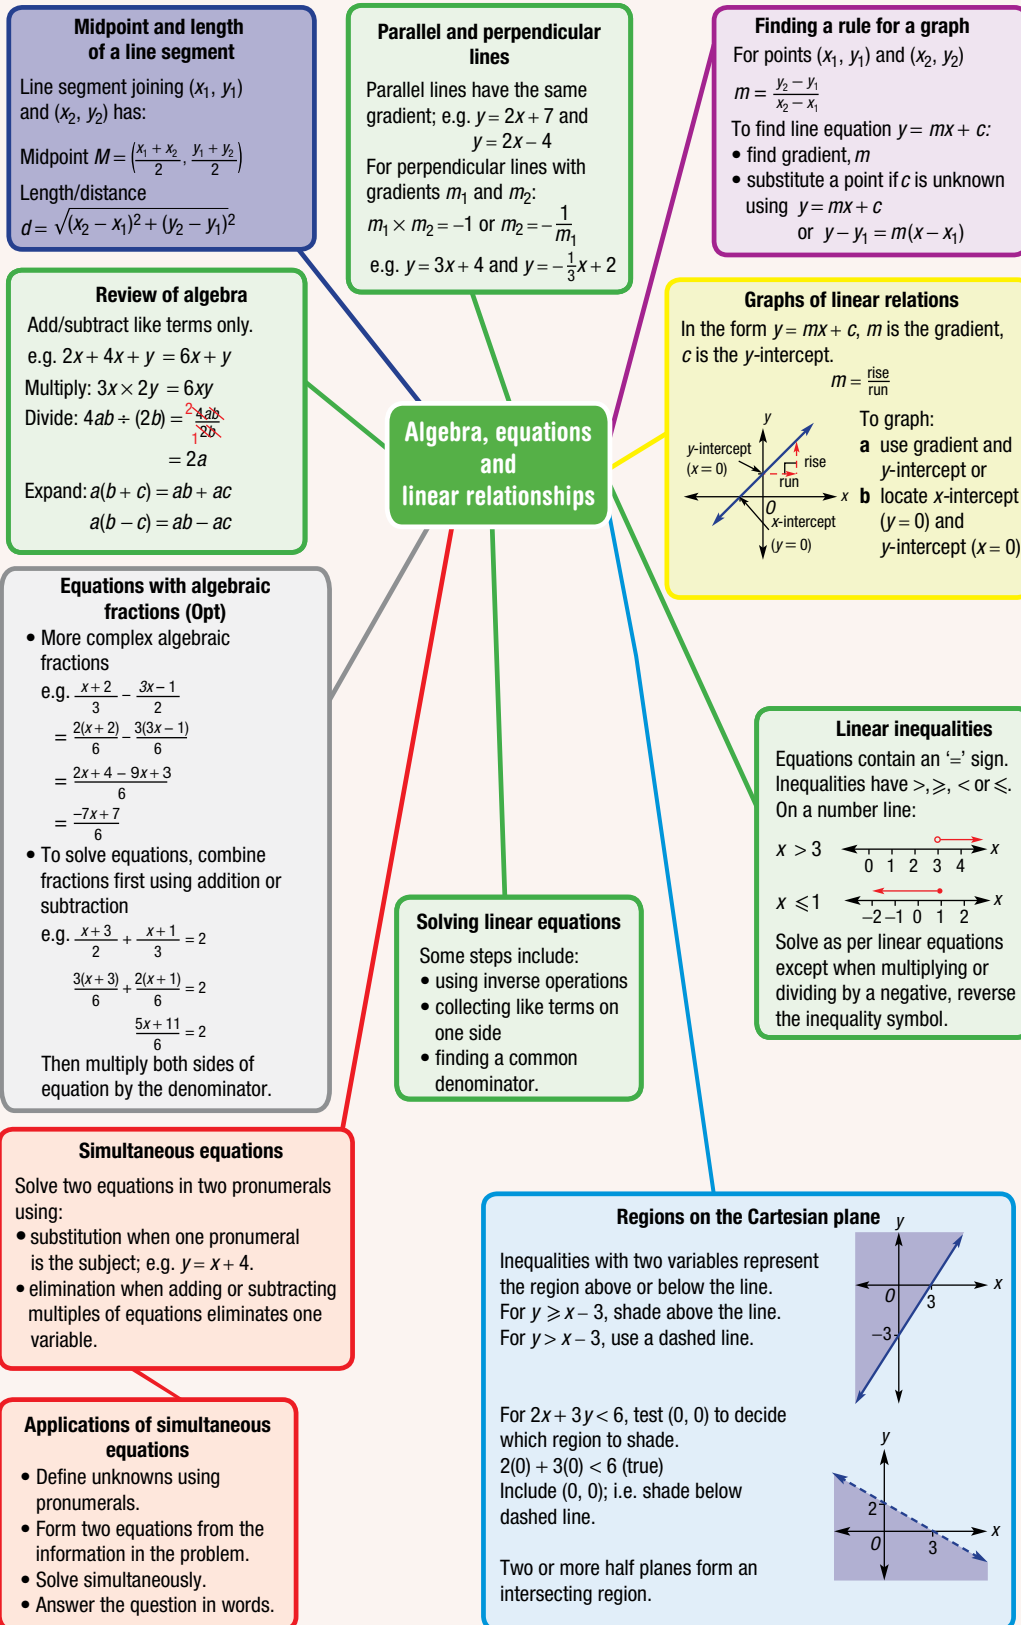 Midpoint and length
of a line segment
Line segment joining (x₁, y₁)
and (x₂, y₂) has:
Midpoint M = ((x₁ + x₂)/2, (y₁ + y₂)/2)
Length/distance
d = √((x₂ − x₁)² + (y₂ − y₁)²)
Parallel and perpendicular
lines
Parallel lines have the same
gradient; e.g. y = 2x + 7 and
y = 2x − 4
For perpendicular lines with
gradients m₁ and m₂:
m₁ × m₂ = −1 or m₂ = −1/m₁
e.g. y = 3x + 4 and y = −1/3x + 2
Finding a rule for a graph
For points (x₁, y₁) and (x₂, y₂)
m = (y₂ − y₁)/(x₂ − x₁)
To find line equation y = mx + c:
• find gradient, m
• substitute a point if c is unknown
using y = mx + c
or y − y₁ = m(x − x₁)
Review of algebra
Add/subtract like terms only.
e.g. 2x + 4x + y = 6x + y
Multiply: 3x × 2y = 6xy
Divide: 4ab ÷ (2b) = ²4ab/₁2b
= 2a
Expand: a(b + c) = ab + ac
a(b − c) = ab − ac
Algebra, equations
and
linear relationships
Graphs of linear relations
In the form y = mx + c, m is the gradient,
c is the y-intercept.
m = rise/run
y
y-intercept
(x = 0)
rise
run
x
O
x-intercept
(y = 0)
To graph:
a use gradient and
y-intercept or
b locate x-intercept
(y = 0) and
y-intercept (x = 0)
Equations with algebraic
fractions (Opt)
• More complex algebraic
fractions
e.g. (x + 2)/3 − (3x − 1)/2
= 2(x + 2)/6 − 3(3x − 1)/6
= (2x + 4 − 9x + 3)/6
= (−7x + 7)/6
• To solve equations, combine
fractions first using addition or
subtraction
e.g. (x + 3)/2 + (x + 1)/3 = 2
3(x + 3)/6 + 2(x + 1)/6 = 2
(5x + 11)/6 = 2
Then multiply both sides of
equation by the denominator.
Solving linear equations
Some steps include:
• using inverse operations
• collecting like terms on
one side
• finding a common
denominator.
Linear inequalities
Equations contain an ‘=’ sign.
Inequalities have >, ⩾, < or ⩽.
On a number line:
x > 3
0 1 2 3 4 x
x ⩽ 1
−2 −1 0 1 2 x
Solve as per linear equations
except when multiplying or
dividing by a negative, reverse
the inequality symbol.
Simultaneous equations
Solve two equations in two pronumerals
using:
• substitution when one pronumeral
is the subject; e.g. y = x + 4.
• elimination when adding or subtracting
multiples of equations eliminates one
variable.
Applications of simultaneous
equations
• Define unknowns using
pronumerals.
• Form two equations from the
information in the problem.
• Solve simultaneously.
• Answer the question in words.
Regions on the Cartesian plane
Inequalities with two variables represent
the region above or below the line.
For y ⩾ x − 3, shade above the line.
For y > x − 3, use a dashed line.
y
x
O
3
−3
For 2x + 3y < 6, test (0, 0) to decide
which region to shade.
2(0) + 3(0) < 6 (true)
Include (0, 0); i.e. shade below
dashed line.
y
2
x
O
3
Two or more half planes form an
intersecting region.